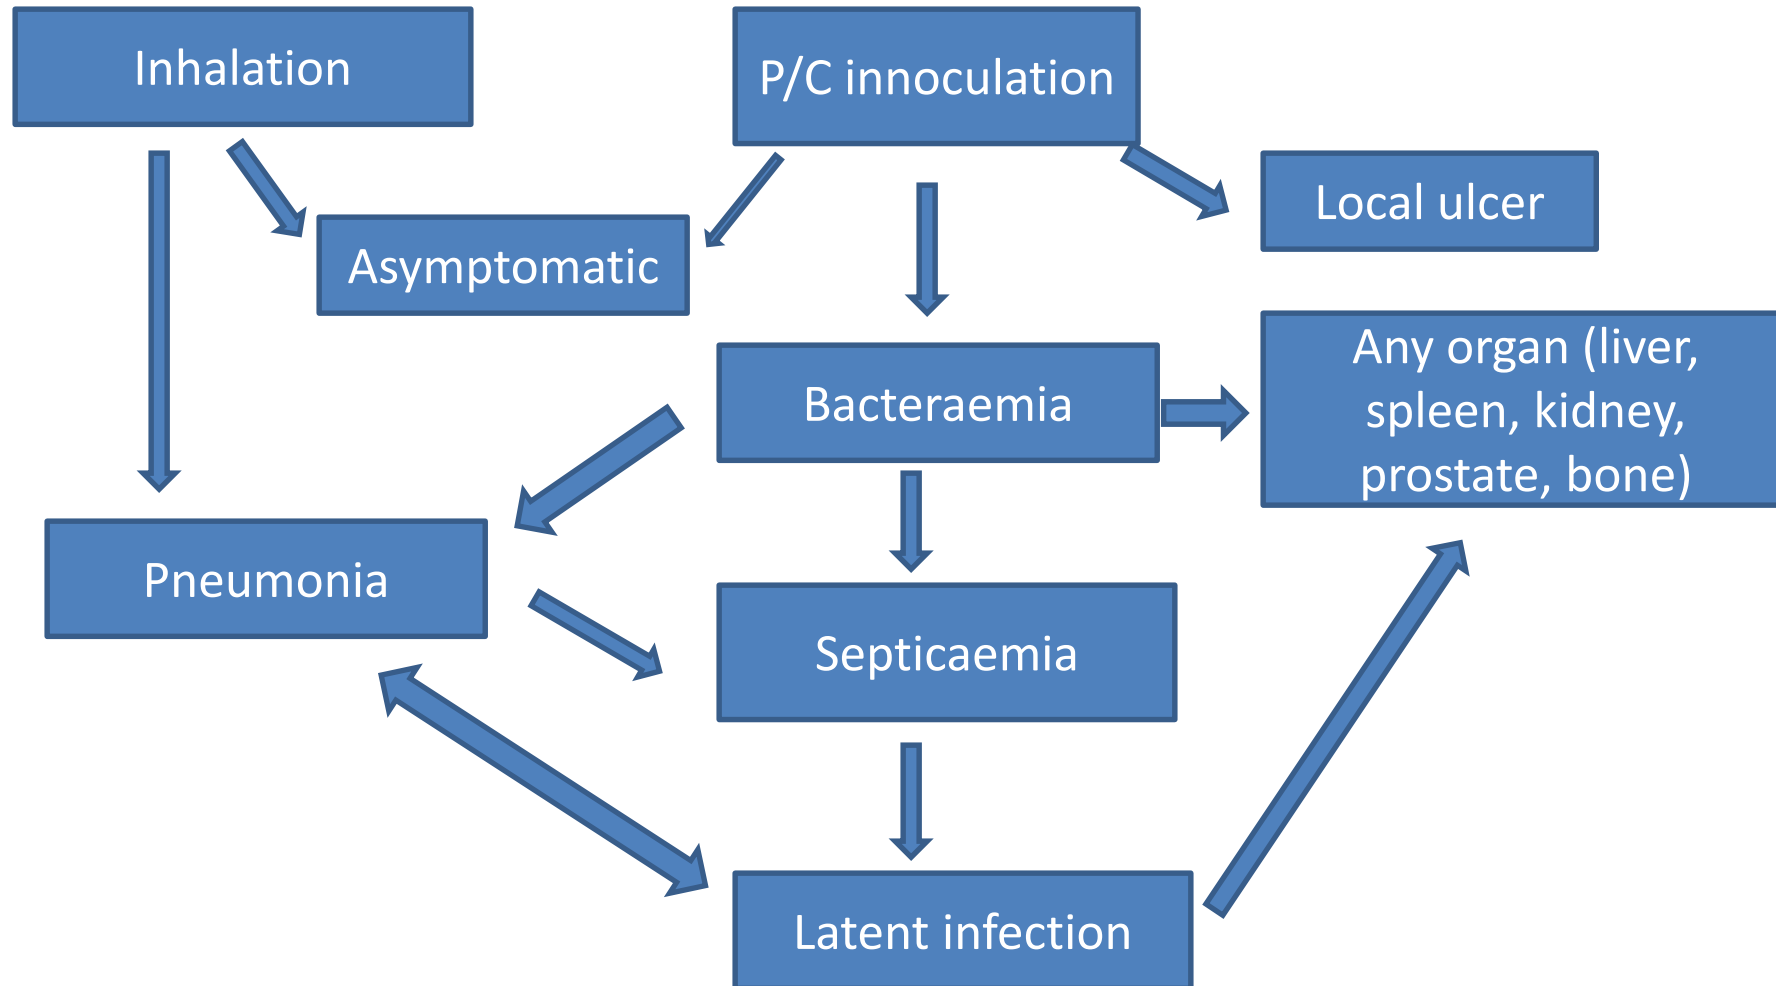 Inhalation
P/C innoculation
Local ulcer
Asymptomatic
Any organ (liver,
spleen, kidney,
prostate, bone)
Bacteraemia
Pneumonia
Septicaemia
Latent infection